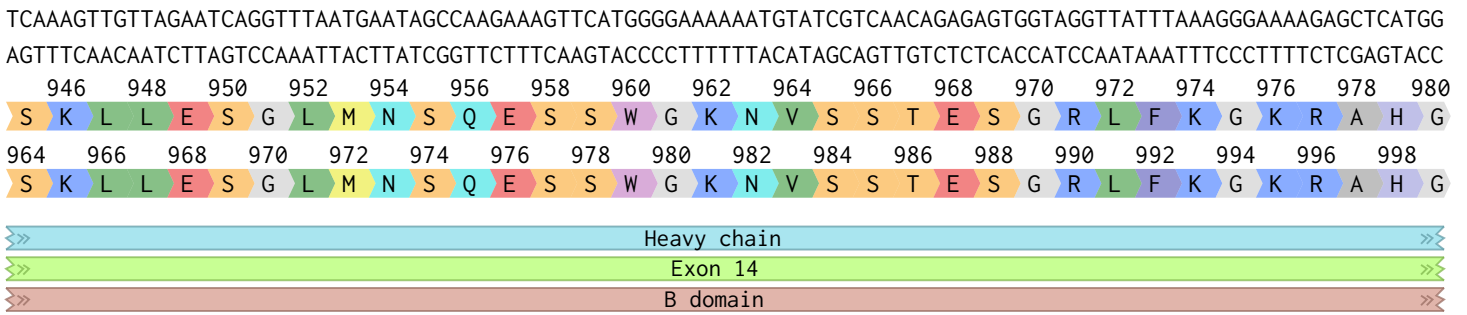 TCAAAGTTGTTAGAATCAGGTTTAATGAATAGCCAAGAAAGTTCATGGGGAAAAAATGTATCGTCAACAGAGAGTGGTAGGTTATTTAAAGGGAAAAGAGCTCATGG
AGTTTCAACAATCTTAGTCCAAATTACTTATCGGTTCTTTCAAGTACCCCTTTTTTACATAGCAGTTGTCTCTCACCATCCAATAAATTTCCCTTTTCTCGAGTACC
946 948 950 952 954 956 958 960 962 964 966 968 970 972 974 976 978 980
S K L L E S G L M N S Q E S S W G K N V S S T E S G R L F K G K R A H G
964 966 968 970 972 974 976 978 980 982 984 986 988 990 992 994 996 998
S K L L E S G L M N S Q E S S W G K N V S S T E S G R L F K G K R A H G
Heavy chain
Exon 14
B domain